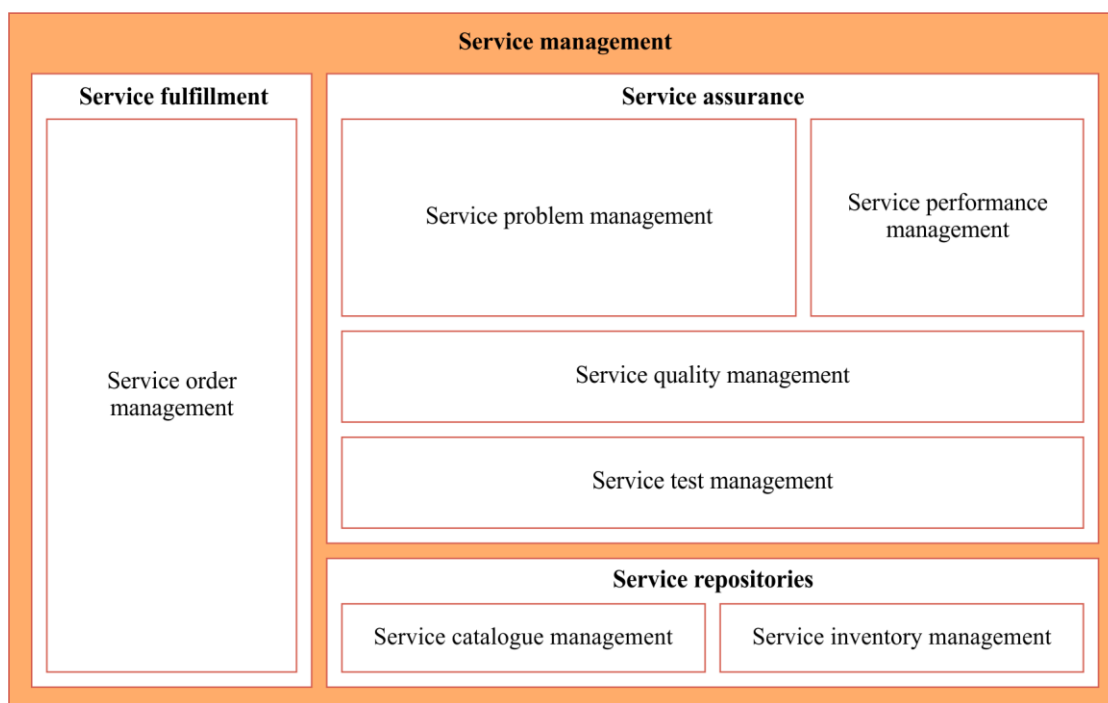 Service management
Service fulfillment
Service order
management
Service assurance
Service problem management
Service performance
management
Service quality management
Service test management
Service repositories
Service catalogue management
Service inventory management